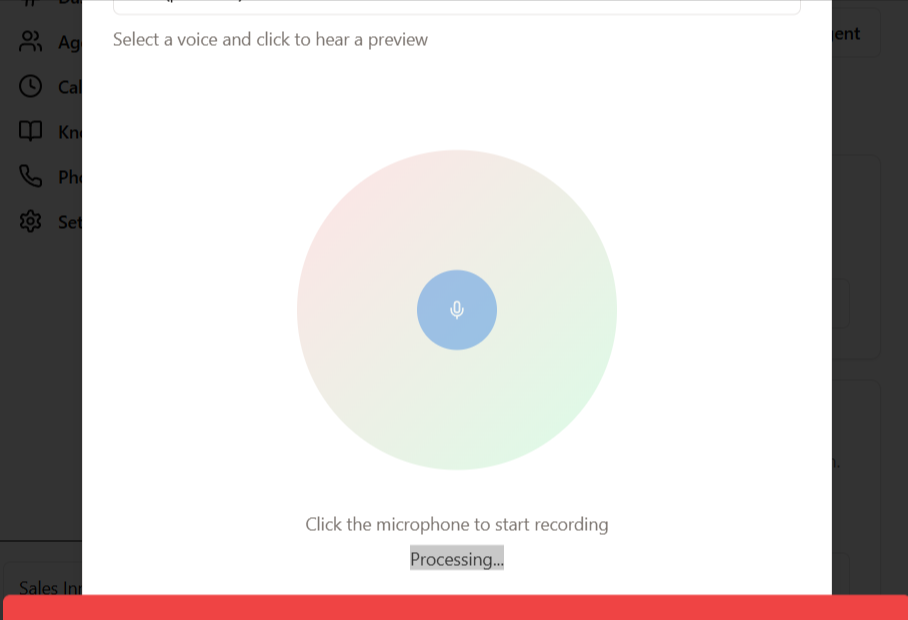 Ag
ent
Select a voice and click to hear a preview
Cal
Kn
Pho
Set
Click the microphone to start recording
Processing...
Sales In